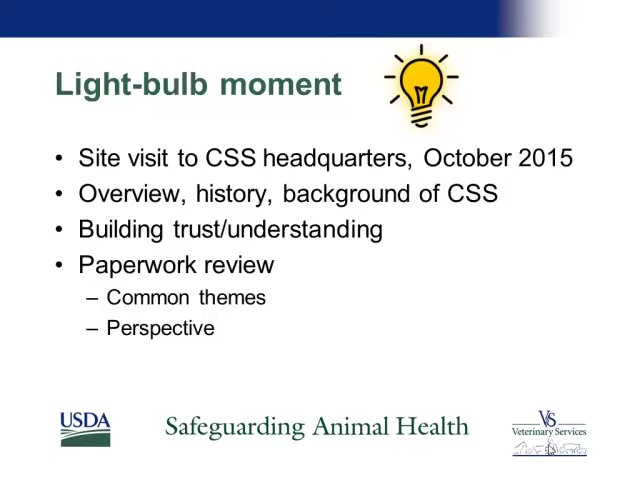 Light-bulb moment
• Site visit to CSS headquarters, October 2015
• Overview, history, background of CSS
• Building trust/understanding
• Paperwork review
– Common themes
– Perspective
USDA
Safeguarding Animal Health
VS
Veterinary Services